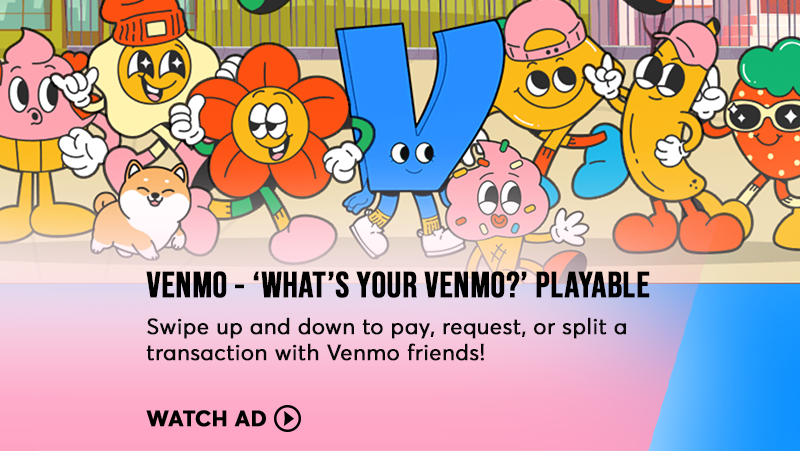 VENMO - ‘WHAT’S YOUR VENMO?’ PLAYABLE
Swipe up and down to pay, request, or split a
transaction with Venmo friends!
WATCH AD